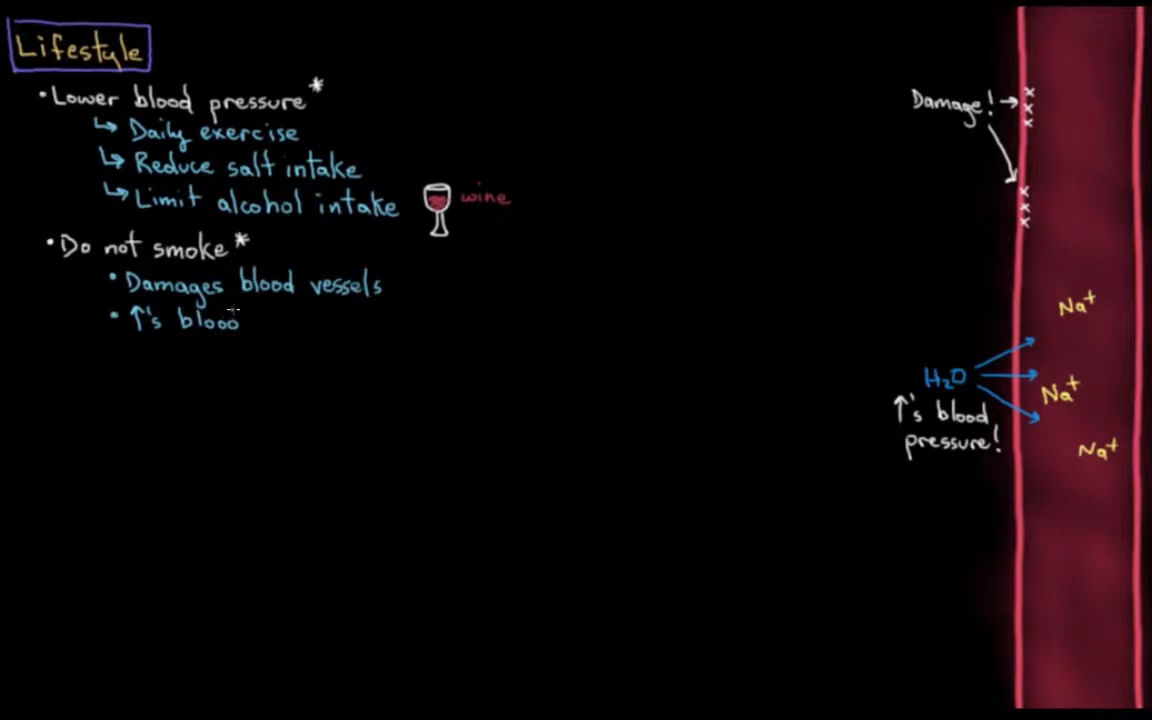 Lifestyle
• Lower blood pressure*
↳ Daily exercise
↳ Reduce salt intake
↳ Limit alcohol intake
wine
• Do not smoke*
• Damages blood vessels
• ↑'s blooo
Damage! →
x
x
x
x
x
x
Na⁺
H₂O
Na⁺
↑'s blood
pressure!
Na⁺